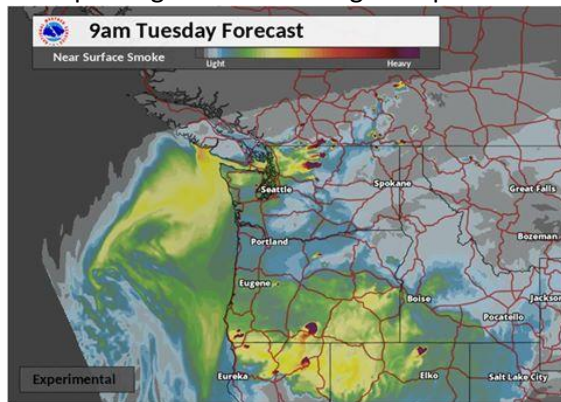 9am Tuesday Forecast
Near Surface Smoke
Light
Heavy
Seattle
Spokane
Great Falls
Portland
Bozeman
Eugene
Boise
Jackson
Pocatello
Eureka
Elko
Salt Lake City
Experimental